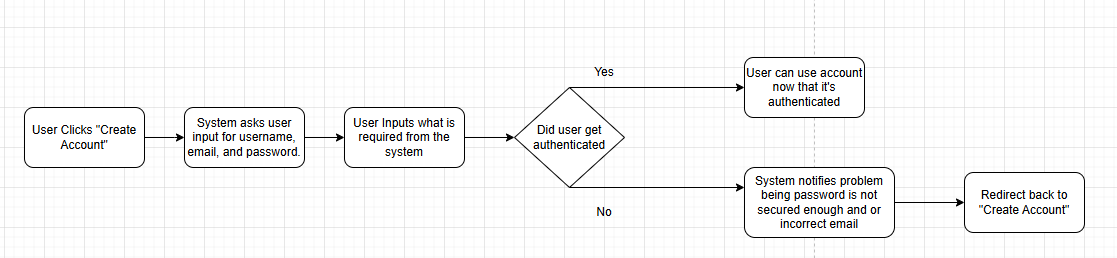 User Clicks "Create
Account"
System asks user
input for username,
email, and password.
User Inputs what is
required from the
system
Did user get
authenticated
Yes
User can use account
now that it's
authenticated
No
System notifies problem
being password is not
secured enough and or
incorrect email
Redirect back to
"Create Account"